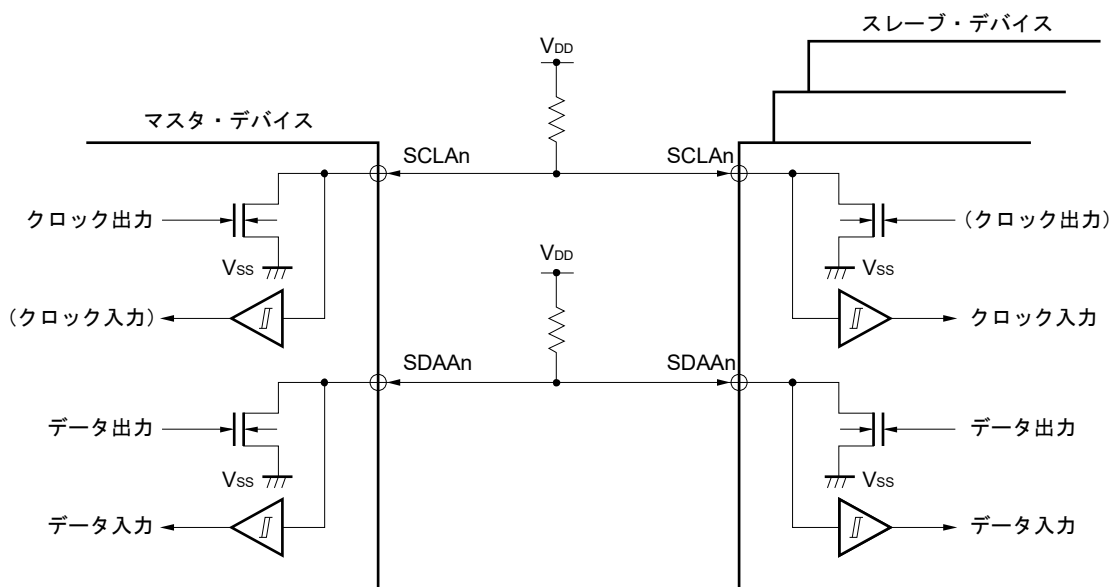 スレーブ・デバイス
VDD
マスタ・デバイス
SCLAn
SCLAn
クロック出力
(クロック出力)
VDD
VSS
VSS
(クロック入力)
クロック入力
SDAAn
SDAAn
データ出力
データ出力
VSS
VSS
データ入力
データ入力